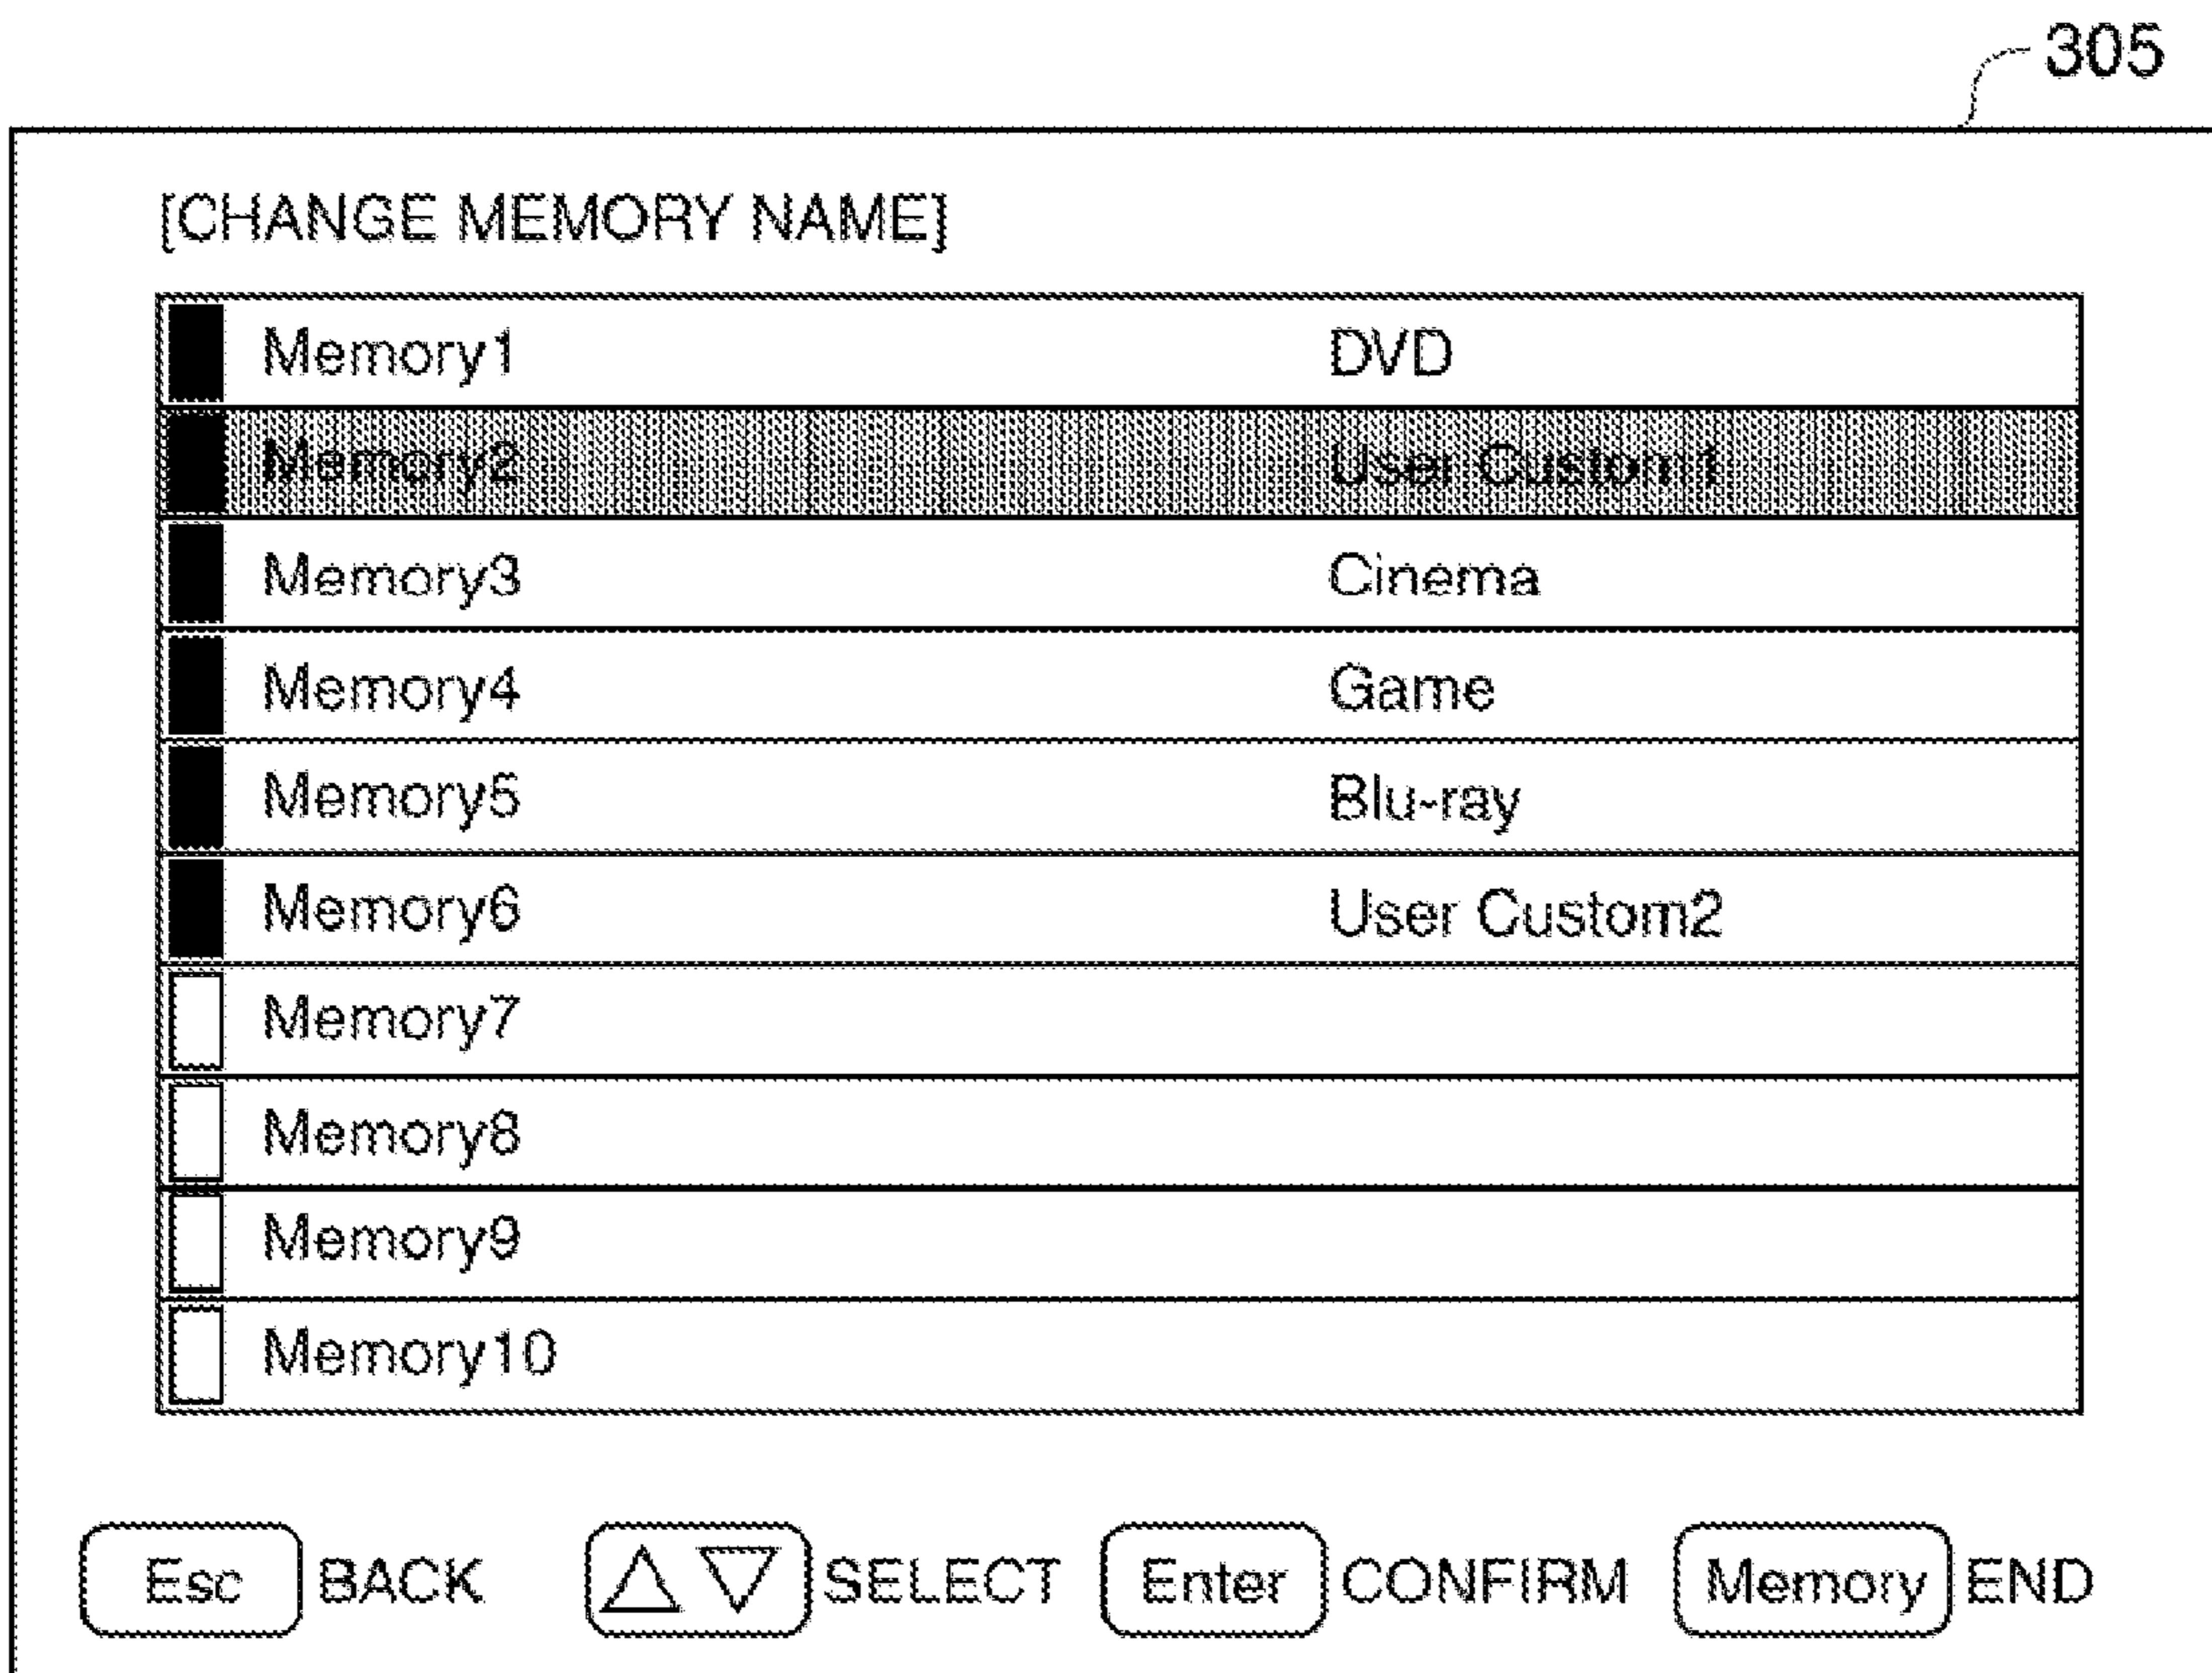 305
[CHANGE MEMORY NAME]
Memory1 DVD
Memory2 User Custom1
Memory3 Cinema
Memory4 Game
Memory5 Blu-ray
Memory6 User Custom2
Memory7
Memory8
Memory9
Memory10
Esc BACK △ ▽ SELECT Enter CONFIRM Memory END